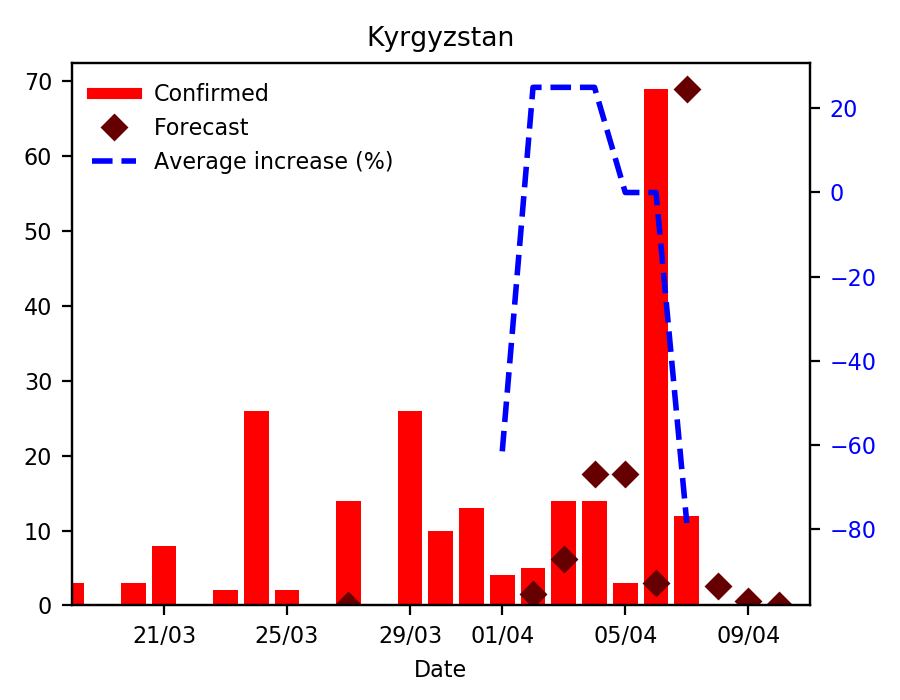 Kyrgyzstan
Confirmed
Forecast
Average increase (%)
70
60
50
40
30
20
10
0
20
0
−20
−40
−60
−80
21/03 25/03 29/03 01/04 05/04 09/04
Date